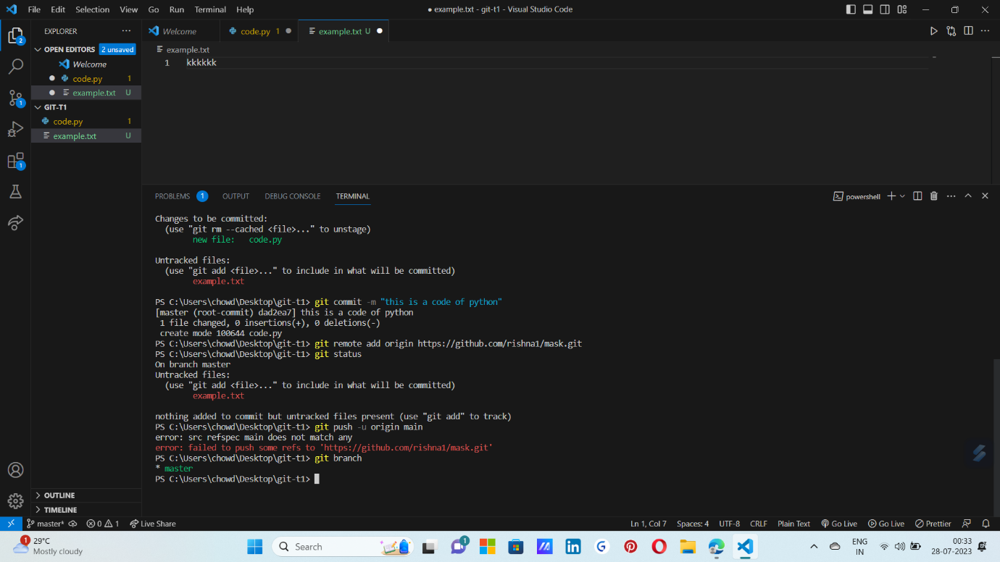 File Edit Selection View Go Run Terminal Help
● example.txt - git-t1 - Visual Studio Code
EXPLORER
Welcome
code.py 1
example.txt U
OPEN EDITORS 2 unsaved
Welcome
code.py 1
example.txt U
GIT-T1
code.py 1
example.txt U
OUTLINE
TIMELINE
2
1
1
example.txt
1 kkkkkk
PROBLEMS 1 OUTPUT DEBUG CONSOLE TERMINAL
powershell
Changes to be committed:
(use "git rm --cached <file>..." to unstage)
new file: code.py
Untracked files:
(use "git add <file>..." to include in what will be committed)
example.txt
PS C:\Users\chowd\Desktop\git-t1> git commit -m "this is a code of python"
[master (root-commit) dad2ea7] this is a code of python
1 file changed, 0 insertions(+), 0 deletions(-)
create mode 100644 code.py
PS C:\Users\chowd\Desktop\git-t1> git remote add origin https://github.com/rishna1/mask.git
PS C:\Users\chowd\Desktop\git-t1> git status
On branch master
Untracked files:
(use "git add <file>..." to include in what will be committed)
example.txt
nothing added to commit but untracked files present (use "git add" to track)
PS C:\Users\chowd\Desktop\git-t1> git push -u origin main
error: src refspec main does not match any
error: failed to push some refs to 'https://github.com/rishna1/mask.git'
PS C:\Users\chowd\Desktop\git-t1> git branch
* master
PS C:\Users\chowd\Desktop\git-t1>
master* 0 1 Live Share
Ln 1, Col 7 Spaces: 4 UTF-8 CRLF Plain Text Go Live Go Live Prettier
1
29°C
Mostly cloudy
Search
1
in
G
ENG
IN
00:33
28-07-2023